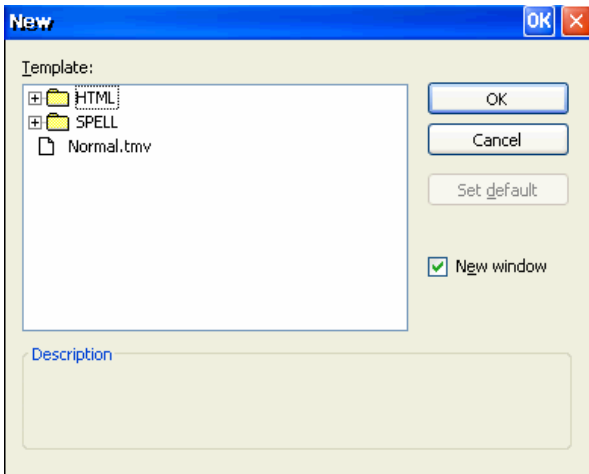 New OK
Template:
HTML
SPELL
Normal.tmv
OK
Cancel
Set default
New window
Description